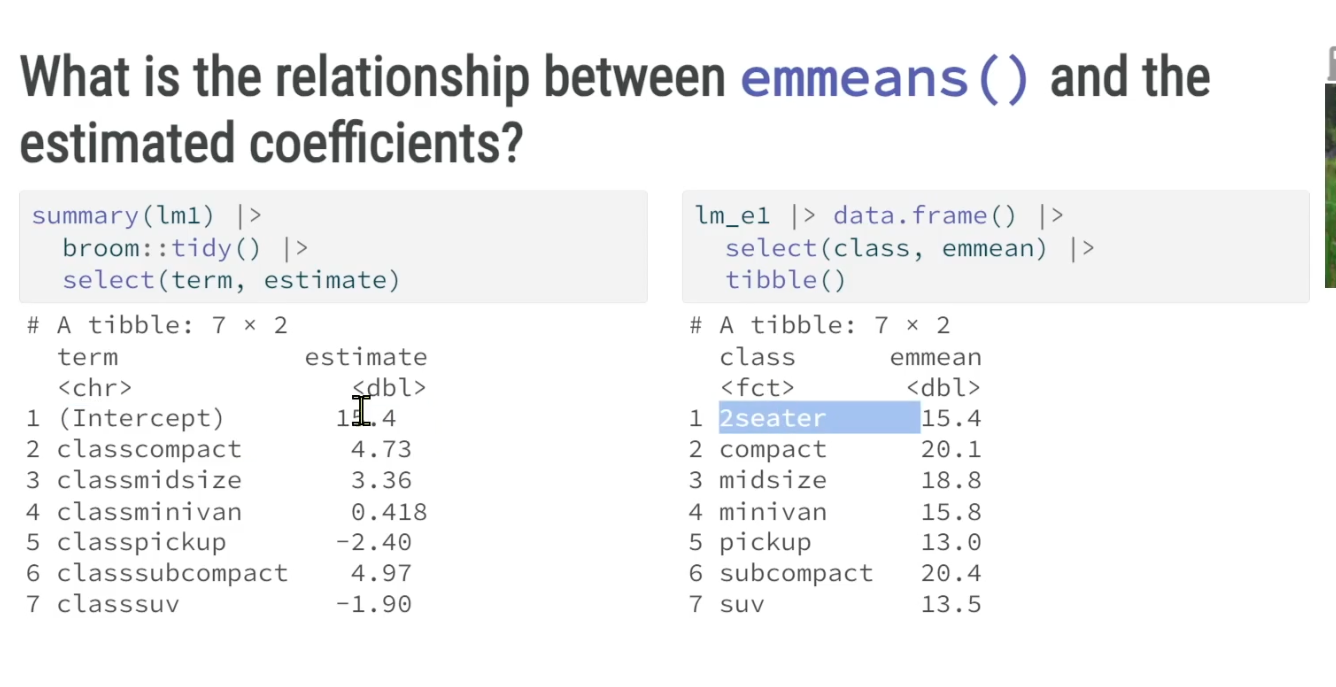 What is the relationship between emmeans() and the
estimated coefficients?
summary(lm1) |>
broom::tidy() |>
select(term, estimate)
# A tibble: 7 × 2
term estimate
<chr> <dbl>
1 (Intercept) 15.4
2 classcompact 4.73
3 classmidsize 3.36
4 classminivan 0.418
5 classpickup -2.40
6 classsubcompact 4.97
7 classsuv -1.90
lm_e1 |> data.frame() |>
select(class, emmean) |>
tibble()
# A tibble: 7 × 2
class emmean
<fct> <dbl>
1 2seater 15.4
2 compact 20.1
3 midsize 18.8
4 minivan 15.8
5 pickup 13.0
6 subcompact 20.4
7 suv 13.5